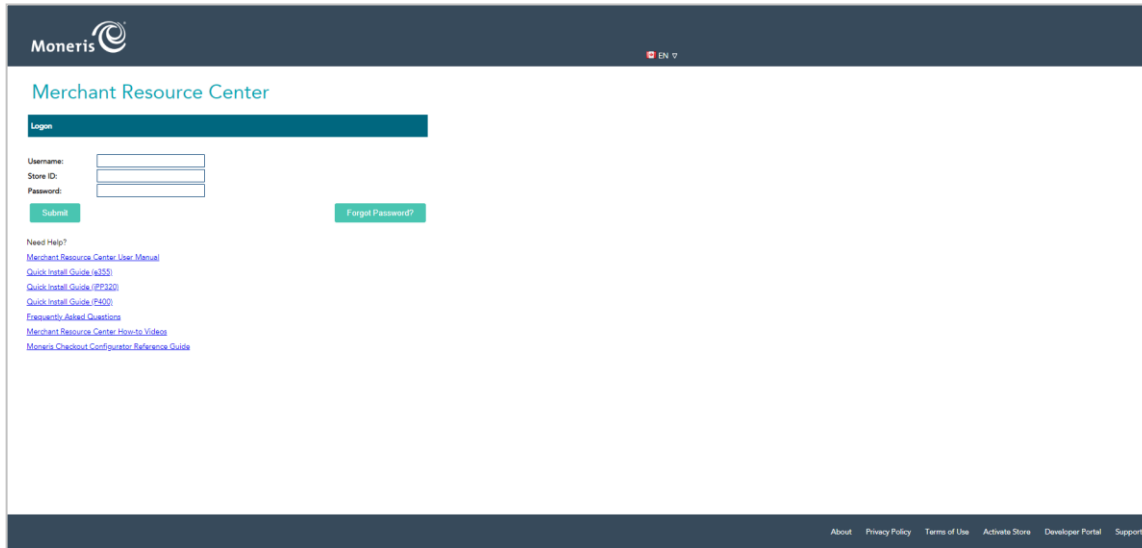 Moneris
EN
Merchant Resource Center
Logon
Username:
Store ID:
Password:
Submit Forgot Password?
Need Help?
Merchant Resource Center User Manual
Quick Install Guide (e355)
Quick Install Guide (iPP320)
Quick Install Guide (P400)
Frequently Asked Questions
Merchant Resource Center How-to Videos
Moneris Checkout Configurator Reference Guide
About Privacy Policy Terms of Use Activate Store Developer Portal Support